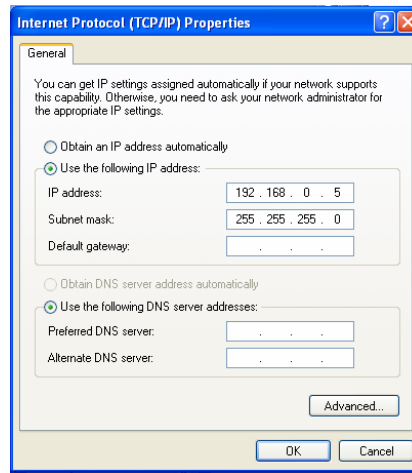 Internet Protocol (TCP/IP) Properties
General
You can get IP settings assigned automatically if your network supports
this capability. Otherwise, you need to ask your network administrator for
the appropriate IP settings.
Obtain an IP address automatically
Use the following IP address:
IP address: 192 . 168 . 0 . 5
Subnet mask: 255 . 255 . 255 . 0
Default gateway: . . .
Obtain DNS server address automatically
Use the following DNS server addresses:
Preferred DNS server: . . .
Alternate DNS server: . . .
Advanced...
OK Cancel